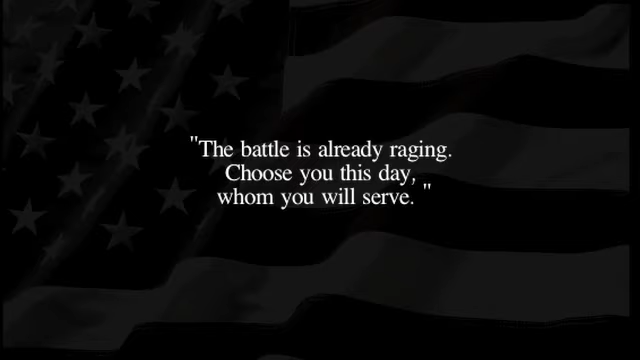 "The battle is already raging.
Choose you this day,
whom you will serve. "